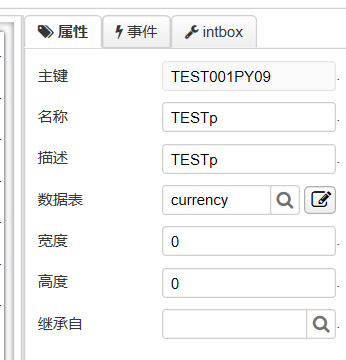 属性 事件 intbox
主键 TEST001PY09
名称 TESTp
描述 TESTp
数据表 currency
宽度 0
高度 0
继承自